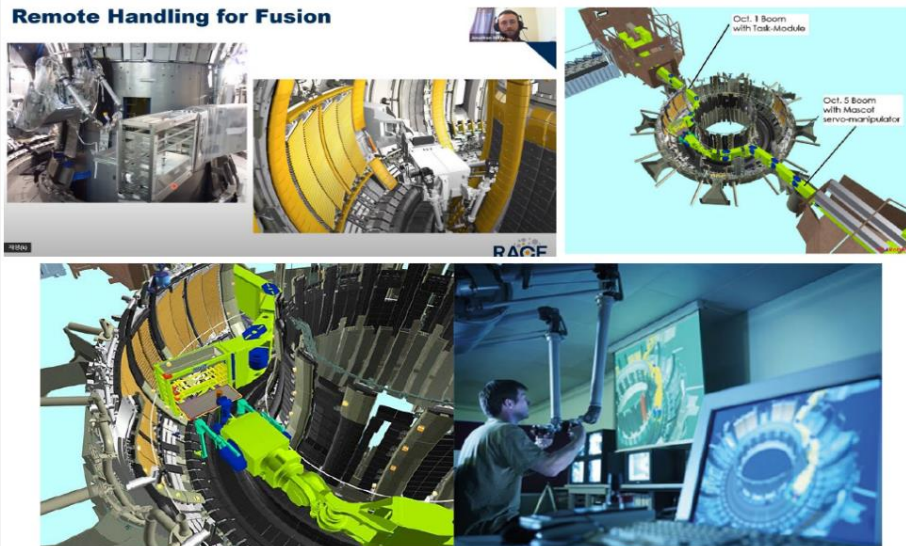 Remote Handling for Fusion
RACE
Oct. 1 Boom
with Task-Module
Oct. 5 Boom
with Mascot
servo-manipulator